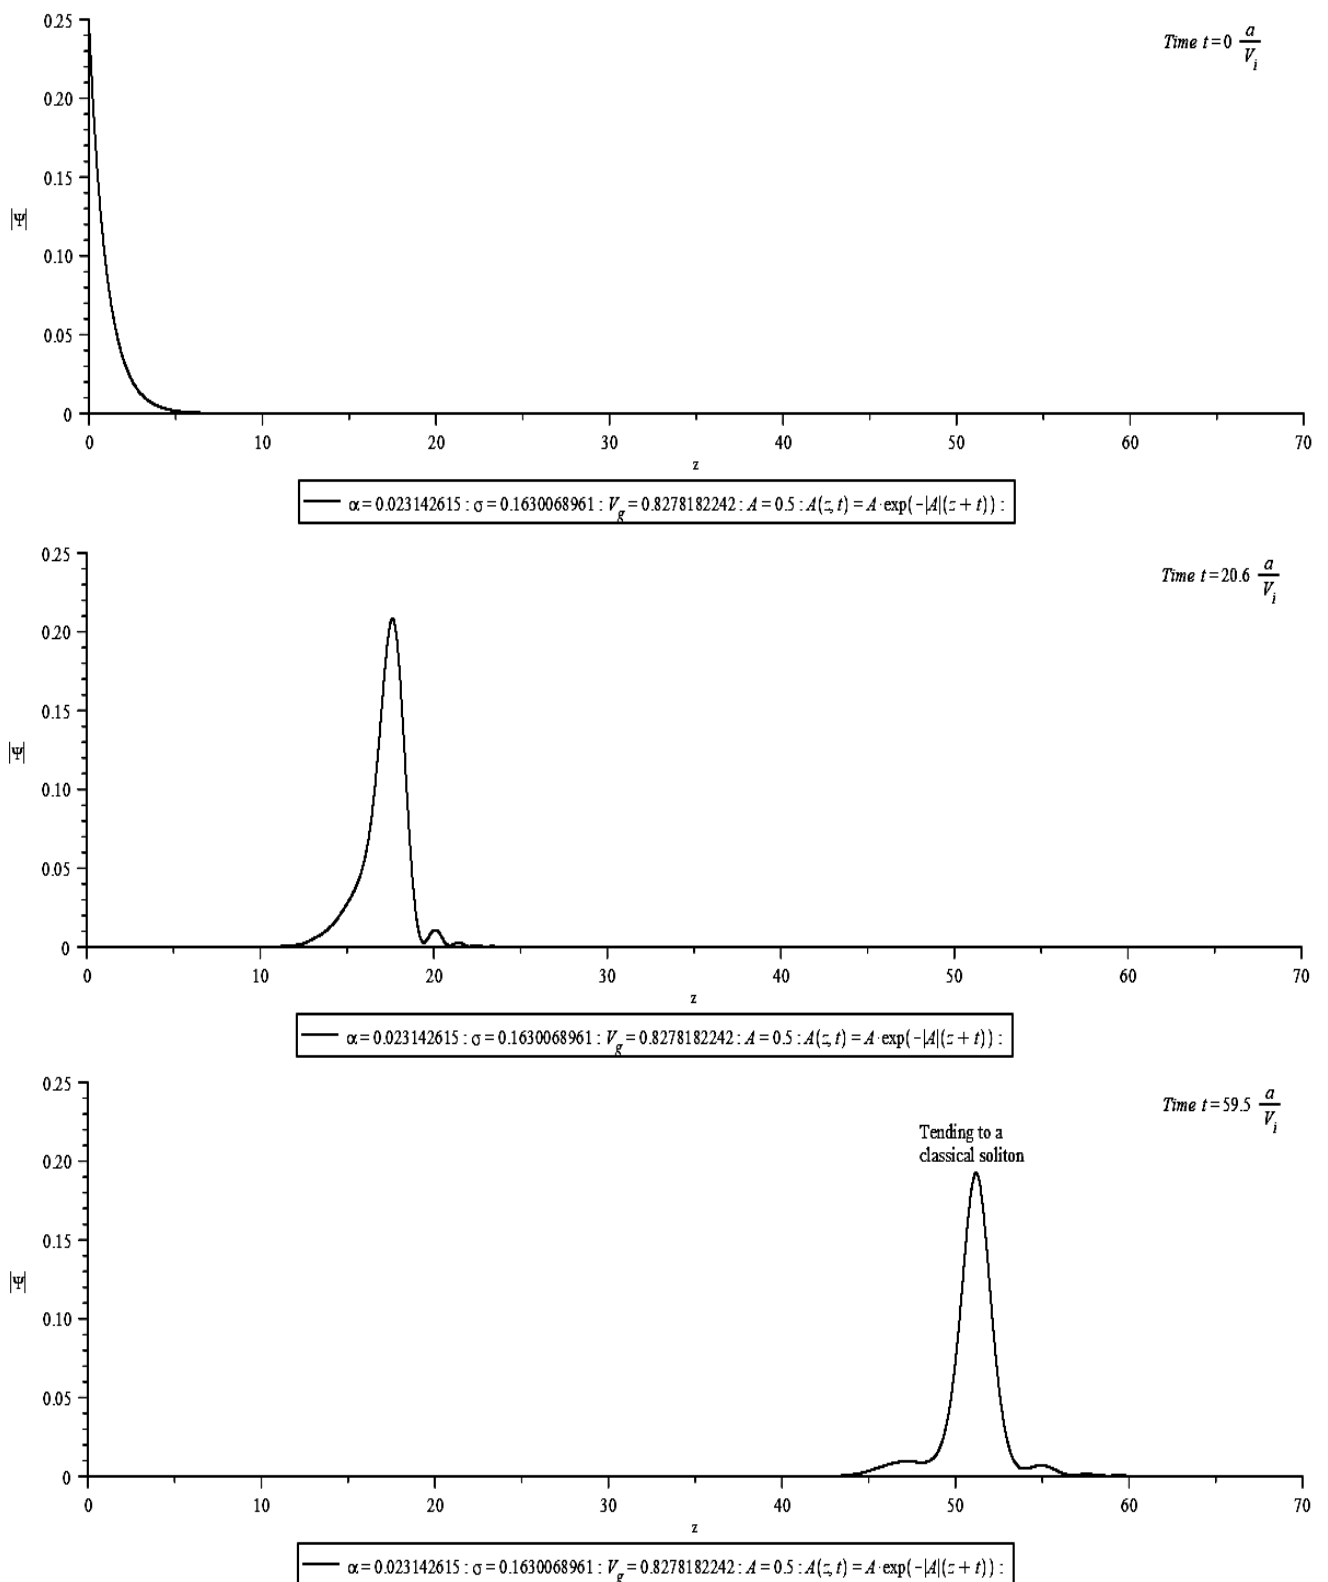 0.25
Time t=0 a/V_i
0.20
0.15
|Ψ|
0.10
0.05
0
0 10 20 30 40 50 60 70
z
α = 0.023142615 : σ = 0.1630068961 : V_g = 0.8278182242 : A = 0.5 : A(z, t) = A·exp(-|A|(z + t)) :
0.25
Time t=20.6 a/V_i
0.20
0.15
|Ψ|
0.10
0.05
0
0 10 20 30 40 50 60 70
z
α = 0.023142615 : σ = 0.1630068961 : V_g = 0.8278182242 : A = 0.5 : A(z, t) = A·exp(-|A|(z + t)) :
0.25
Time t=59.5 a/V_i
Tending to a
classical soliton
0.20
0.15
|Ψ|
0.10
0.05
0
0 10 20 30 40 50 60 70
z
α = 0.023142615 : σ = 0.1630068961 : V_g = 0.8278182242 : A = 0.5 : A(z, t) = A·exp(-|A|(z + t)) :